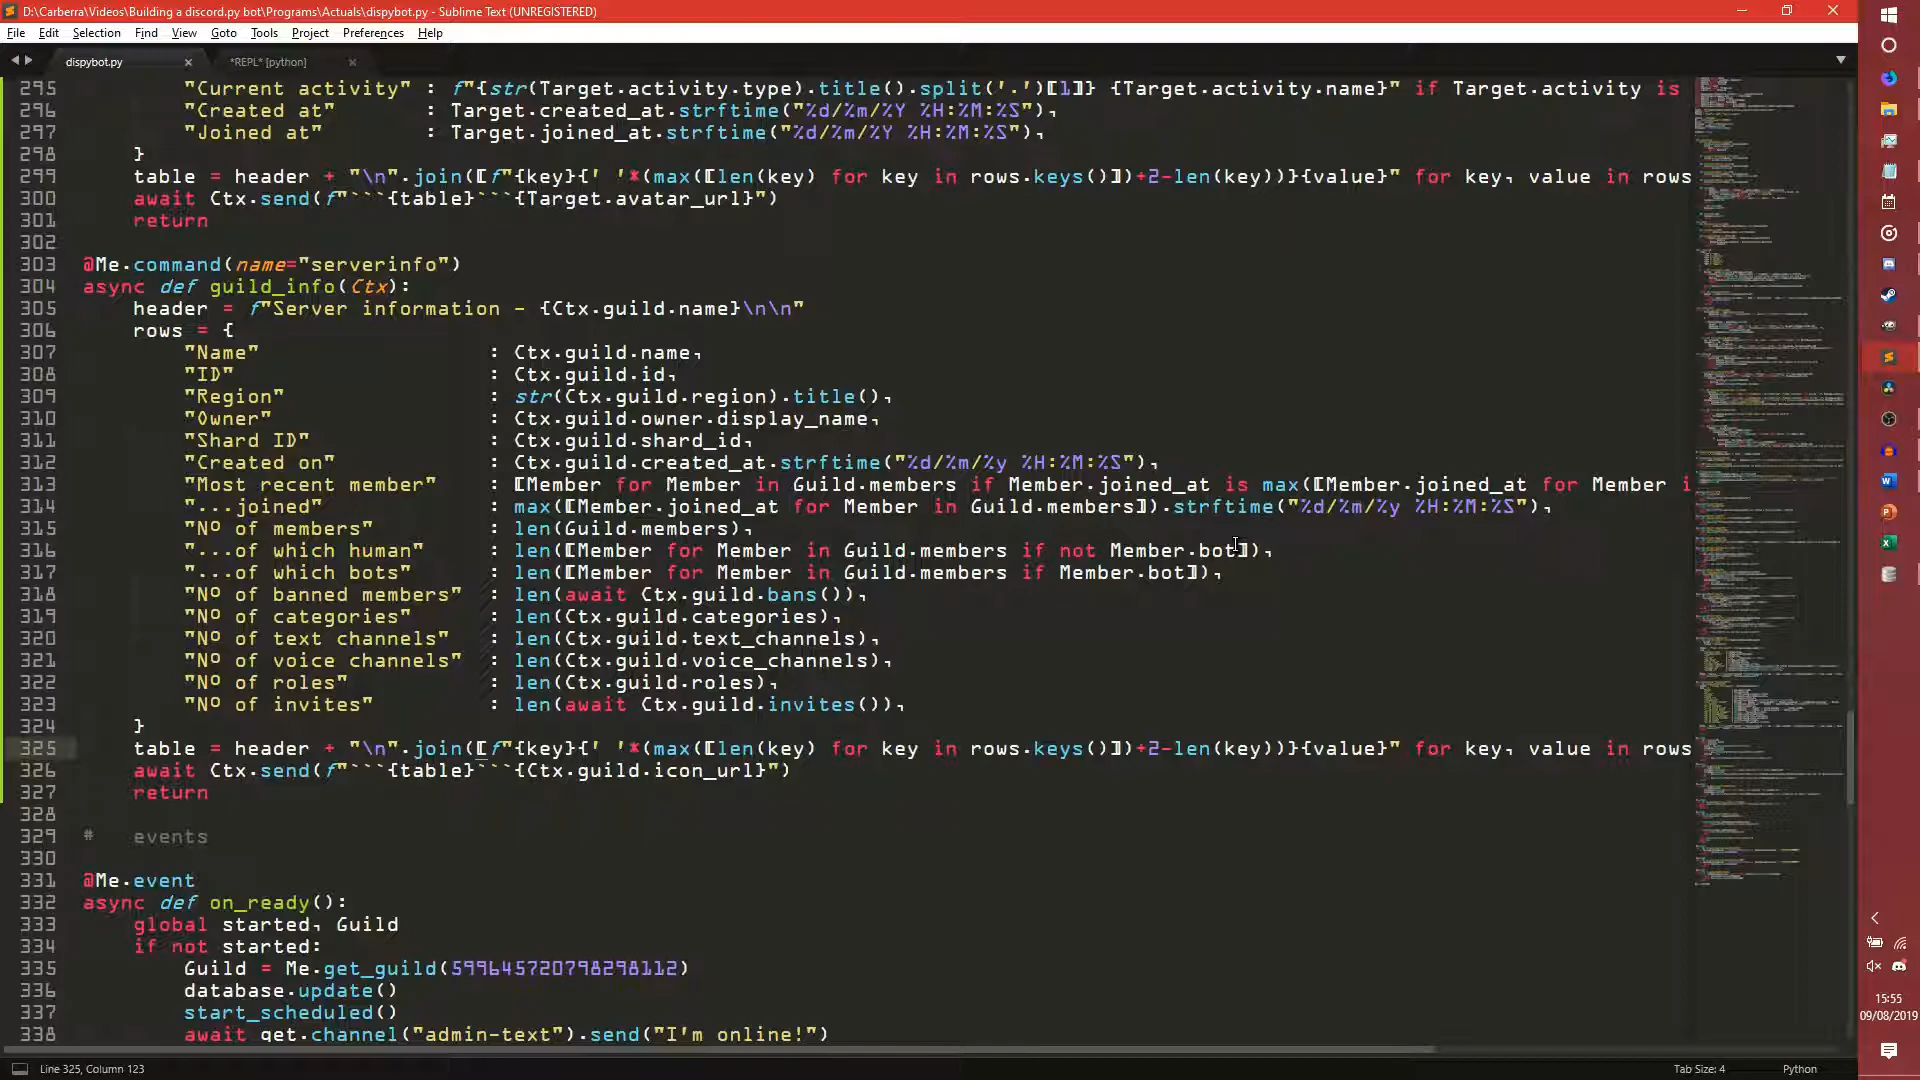 D:\Carberra\Videos\Building a discord.py bot\Programs\Actuals\dispybot.py - Sublime Text (UNREGISTERED)
File Edit Selection Find View Goto Tools Project Preferences Help
dispybot.py *REPL* [python]
295 "Current activity" : f"{str(Target.activity.type).title().split('.')[1]} {Target.activity.name}" if Target.activity is
296 "Created at" : Target.created_at.strftime("%d/%m/%Y %H:%M:%S"),
297 "Joined at" : Target.joined_at.strftime("%d/%m/%Y %H:%M:%S"),
298 }
299 table = header + "\n".join([f"{key}{' '*(max([len(key) for key in rows.keys()])+2-len(key))}{value}" for key, value in rows
300 await Ctx.send(f"```{table}```{Target.avatar_url}")
301 return
302
303 @Me.command(name="serverinfo")
304 async def guild_info(Ctx):
305 header = f"Server information - {Ctx.guild.name}\n\n"
306 rows = {
307 "Name" : Ctx.guild.name,
308 "ID" : Ctx.guild.id,
309 "Region" : str(Ctx.guild.region).title(),
310 "Owner" : Ctx.guild.owner.display_name,
311 "Shard ID" : Ctx.guild.shard_id,
312 "Created on" : Ctx.guild.created_at.strftime("%d/%m/%y %H:%M:%S"),
313 "Most recent member" : [Member for Member in Guild.members if Member.joined_at is max([Member.joined_at for Member i
314 "...joined" : max([Member.joined_at for Member in Guild.members]).strftime("%d/%m/%y %H:%M:%S"),
315 "Nº of members" : len(Guild.members),
316 "...of which human" : len([Member for Member in Guild.members if not Member.bot]),
317 "...of which bots" : len([Member for Member in Guild.members if Member.bot]),
318 "Nº of banned members" : len(await Ctx.guild.bans()),
319 "Nº of categories" : len(Ctx.guild.categories),
320 "Nº of text channels" : len(Ctx.guild.text_channels),
321 "Nº of voice channels" : len(Ctx.guild.voice_channels),
322 "Nº of roles" : len(Ctx.guild.roles),
323 "Nº of invites" : len(await Ctx.guild.invites()),
324 }
325 table = header + "\n".join([f"{key}{' '*(max([len(key) for key in rows.keys()])+2-len(key))}{value}" for key, value in rows
326 await Ctx.send(f"```{table}```{Ctx.guild.icon_url}")
327 return
328
329 # events
330
331 @Me.event
332 async def on_ready():
333 global started, Guild
334 if not started:
335 Guild = Me.get_guild(599645720798298112)
336 database.update()
337 start_scheduled()
338 await get.channel("admin-text").send("I'm online!")
Line 325, Column 123
Tab Size: 4 Python
15:55
09/08/2019